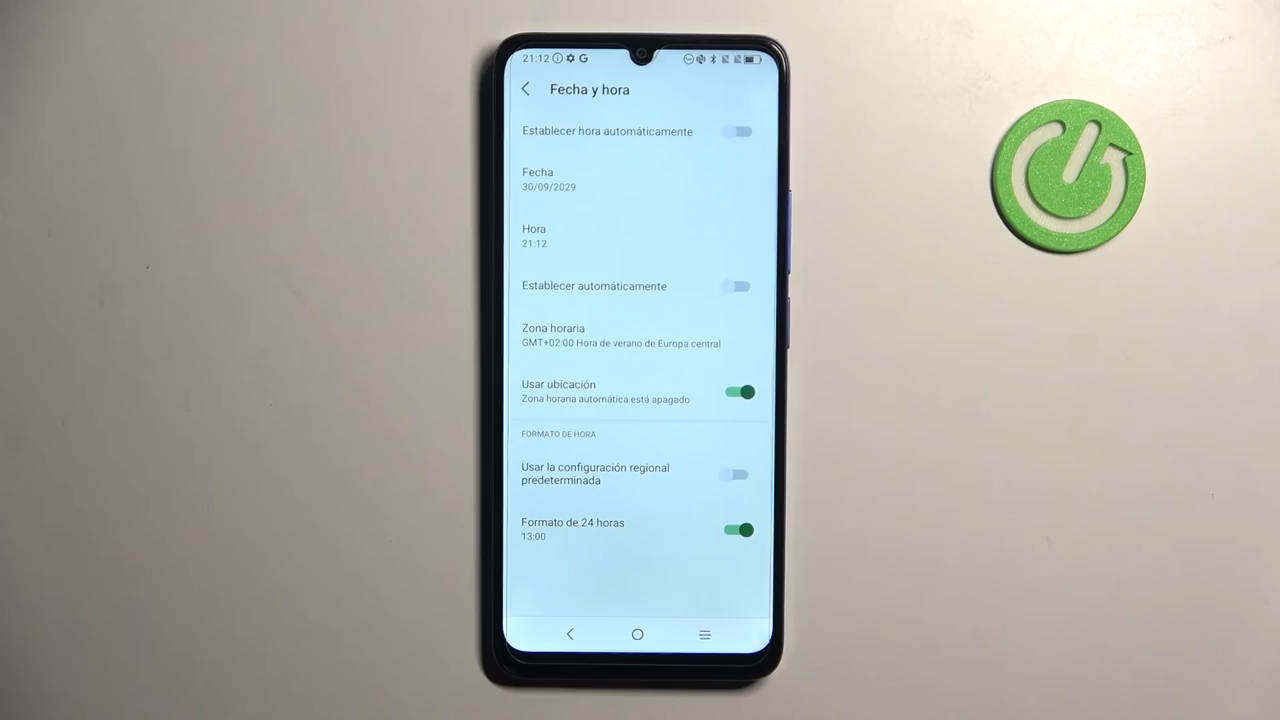 21:12
Fecha y hora
Establecer hora automáticamente
Fecha
30/09/2029
Hora
21:12
Establecer automáticamente
Zona horaria
GMT+02:00 Hora de verano de Europa central
Usar ubicación
Zona horaria automática está apagado
FORMATO DE HORA
Usar la configuración regional
predeterminada
Formato de 24 horas
13:00